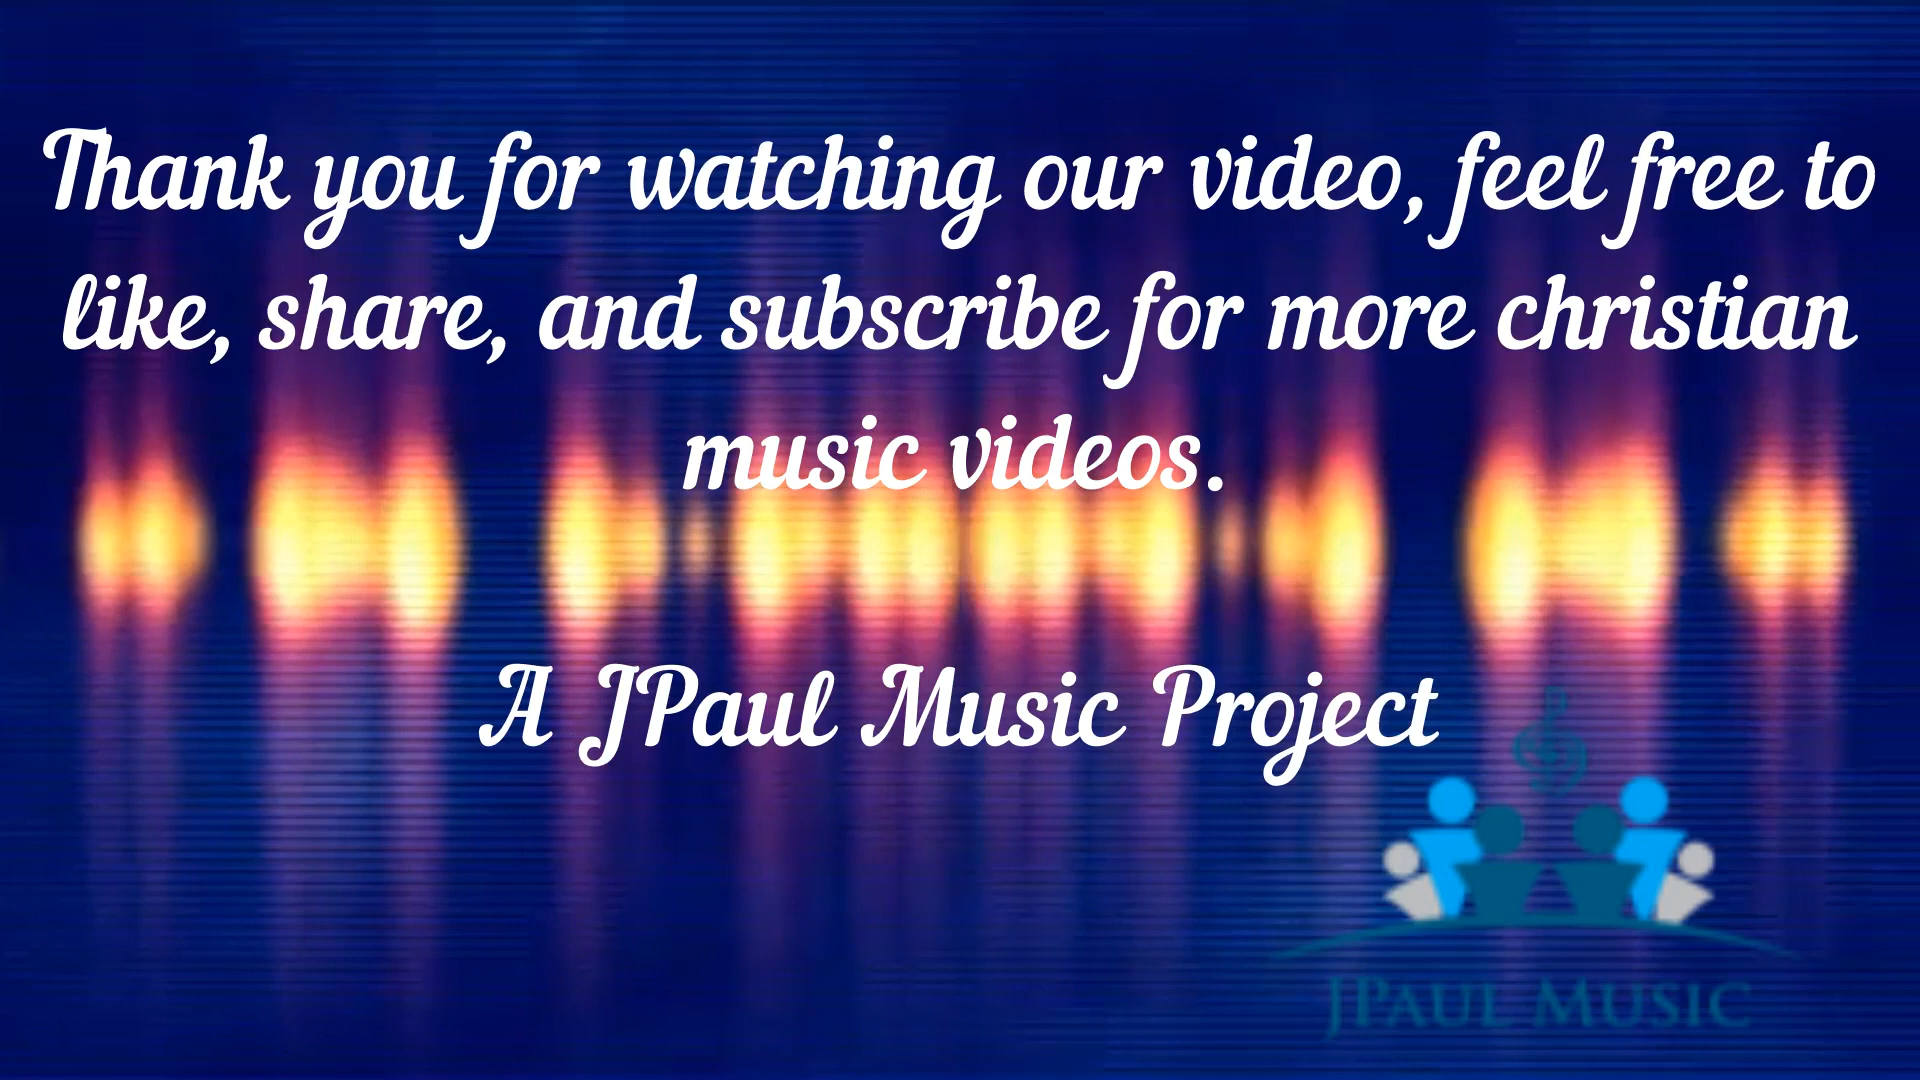 Thank you for watching our video, feel free to
like, share, and subscribe for more christian
music videos.
A JPaul Music Project
JPAUL MUSIC